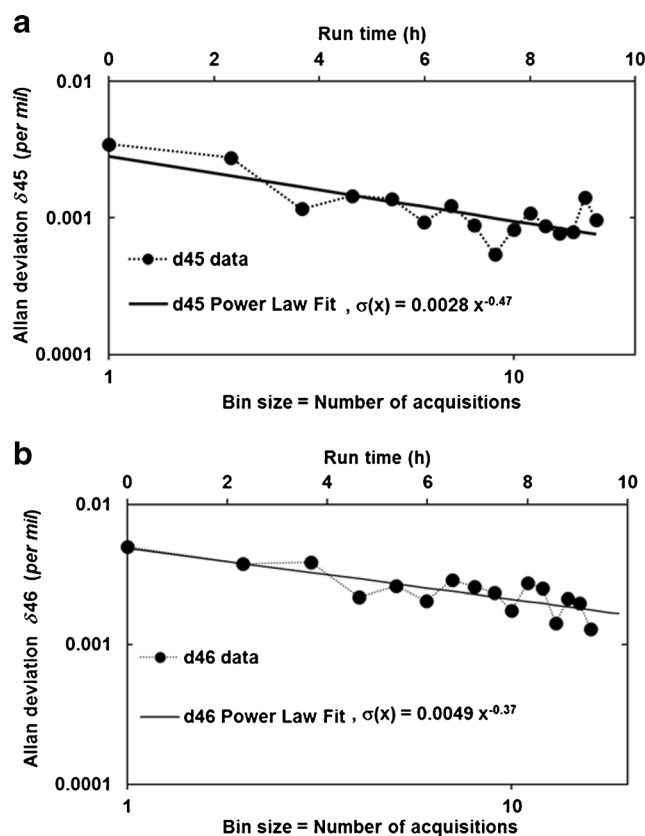 a
Run time (h)
0 2 4 6 8 10
0.01
0.001
0.0001
Allan deviation δ45 (per mil)
d45 data
d45 Power Law Fit , σ(x) = 0.0028 x^-0.47
1 10
Bin size = Number of acquisitions
b
Run time (h)
0 2 4 6 8 10
0.01
0.001
0.0001
Allan deviation δ46 (per mil)
d46 data
d46 Power Law Fit , σ(x) = 0.0049 x^-0.37
1 10
Bin size = Number of acquisitions